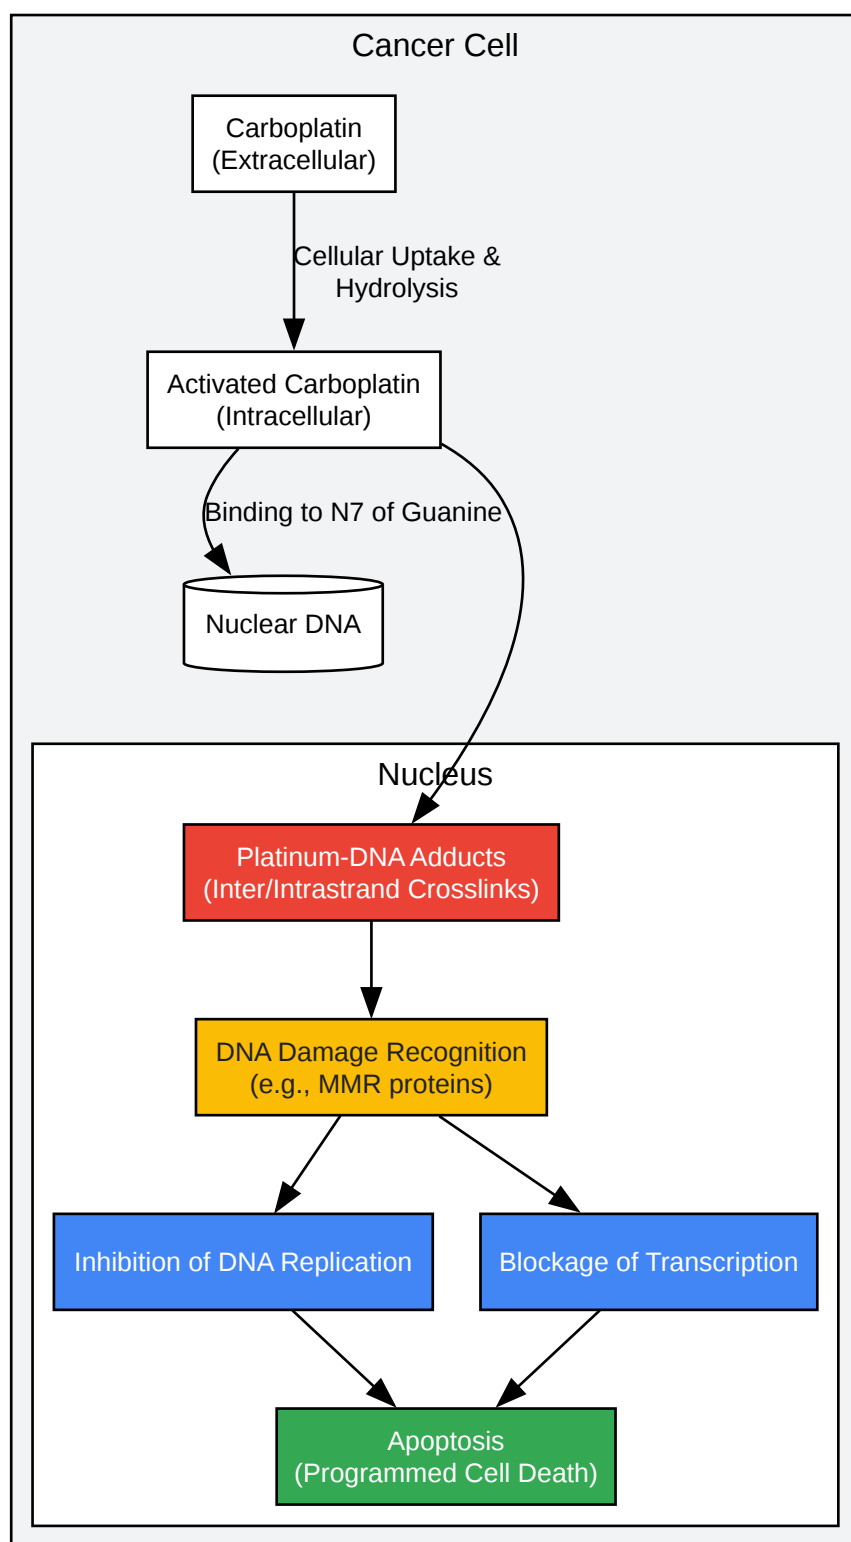 Cancer Cell
Carboplatin
(Extracellular)
Cellular Uptake &
Hydrolysis
Activated Carboplatin
(Intracellular)
Binding to N7 of Guanine
Nuclear DNA
Nucleus
Platinum-DNA Adducts
(Inter/Intrastrand Crosslinks)
DNA Damage Recognition
(e.g., MMR proteins)
Inhibition of DNA Replication
Blockage of Transcription
Apoptosis
(Programmed Cell Death)